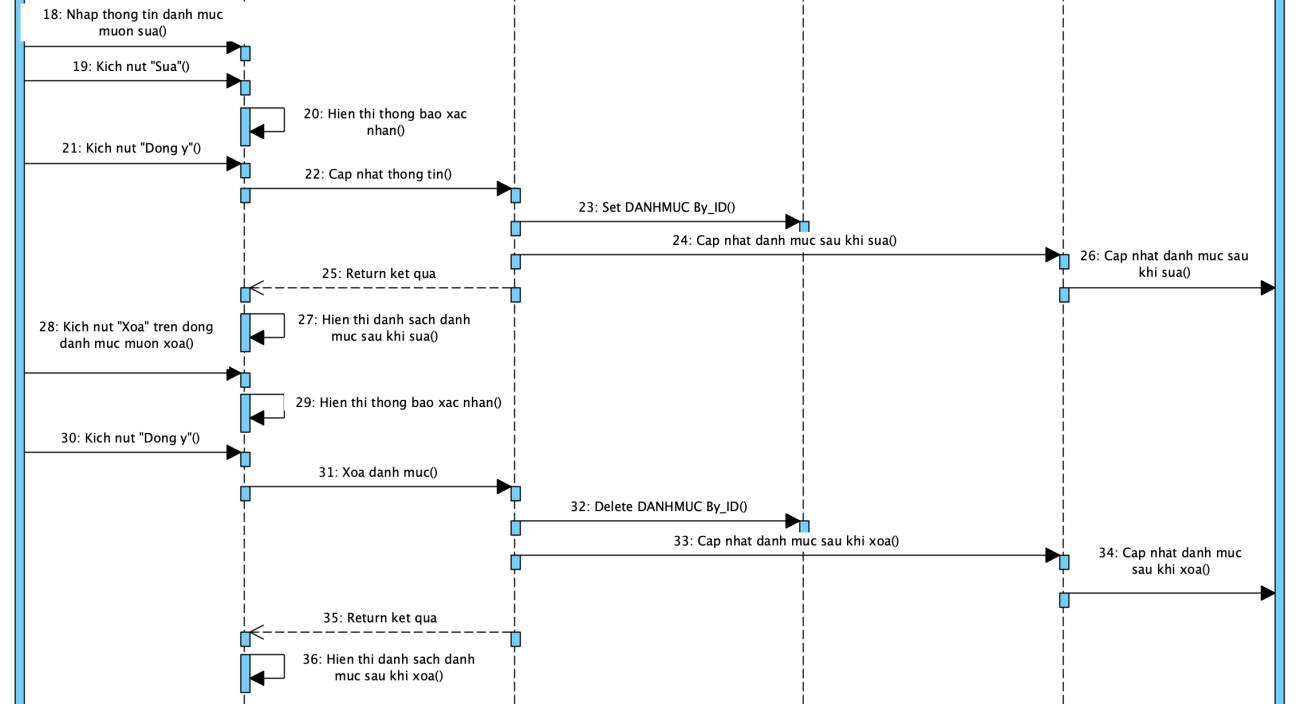 18: Nhap thong tin danh muc
muon sua()
19: Kich nut "Sua"()
20: Hien thi thong bao xac
nhan()
21: Kich nut "Dong y"()
22: Cap nhat thong tin()
23: Set DANHMUC By_ID()
24: Cap nhat danh muc sau khi sua()
26: Cap nhat danh muc sau
khi sua()
25: Return ket qua
27: Hien thi danh sach danh
muc sau khi sua()
28: Kich nut "Xoa" tren dong
danh muc muon xoa()
29: Hien thi thong bao xac nhan()
30: Kich nut "Dong y"()
31: Xoa danh muc()
32: Delete DANHMUC By_ID()
33: Cap nhat danh muc sau khi xoa()
34: Cap nhat danh muc
sau khi xoa()
35: Return ket qua
36: Hien thi danh sach danh
muc sau khi xoa()